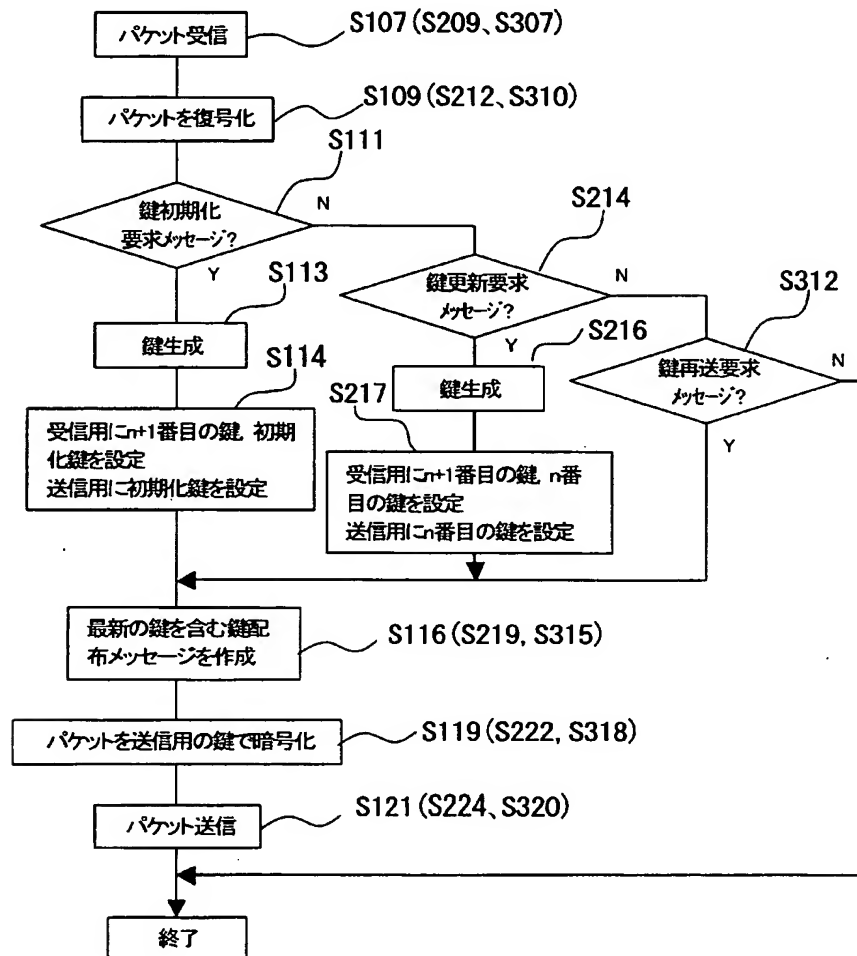 パケット受信
S107(S209、S307)
パケットを復号化
S109(S212、S310)
S111
鍵初期化
要求メッセージ?
N
Y
S214
鍵更新要求
メッセージ?
N
Y
S113
鍵生成
S216
鍵生成
S312
鍵再送要求
メッセージ?
N
Y
S114
受信用にn+1番目の鍵, 初期
化鍵を設定
送信用に初期化鍵を設定
S217
受信用にn+1番目の鍵, n番
目の鍵を設定
送信用にn番目の鍵を設定
最新の鍵を含む鍵配
布メッセージを作成
S116(S219, S315)
パケットを送信用の鍵で暗号化
S119(S222, S318)
パケット送信
S121(S224、S320)
終了